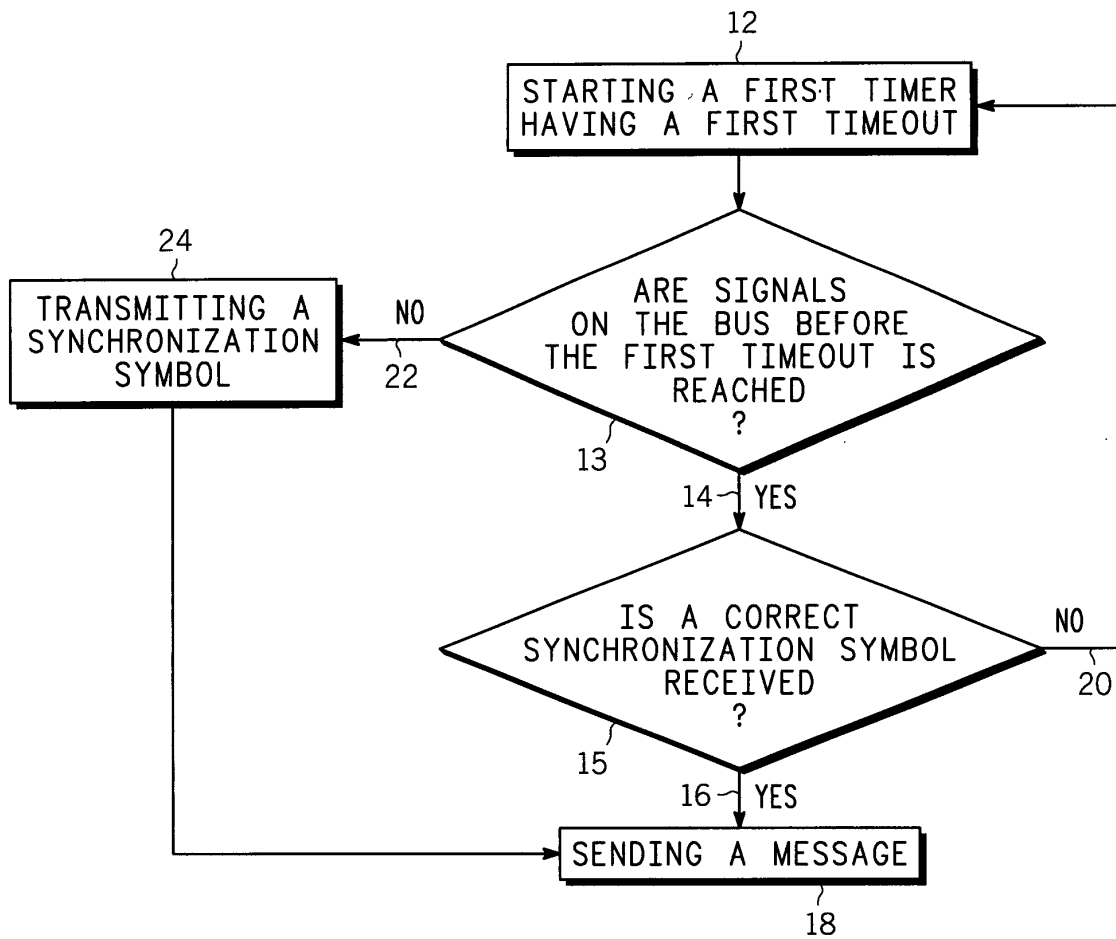 12
STARTING A FIRST TIMER
HAVING A FIRST TIMEOUT
24
TRANSMITTING A
SYNCHRONIZATION
SYMBOL
NO
22
ARE SIGNALS
ON THE BUS BEFORE
THE FIRST TIMEOUT IS
REACHED
?
13
14
YES
IS A CORRECT
SYNCHRONIZATION SYMBOL
RECEIVED
?
NO
20
15
16
YES
SENDING A MESSAGE
18